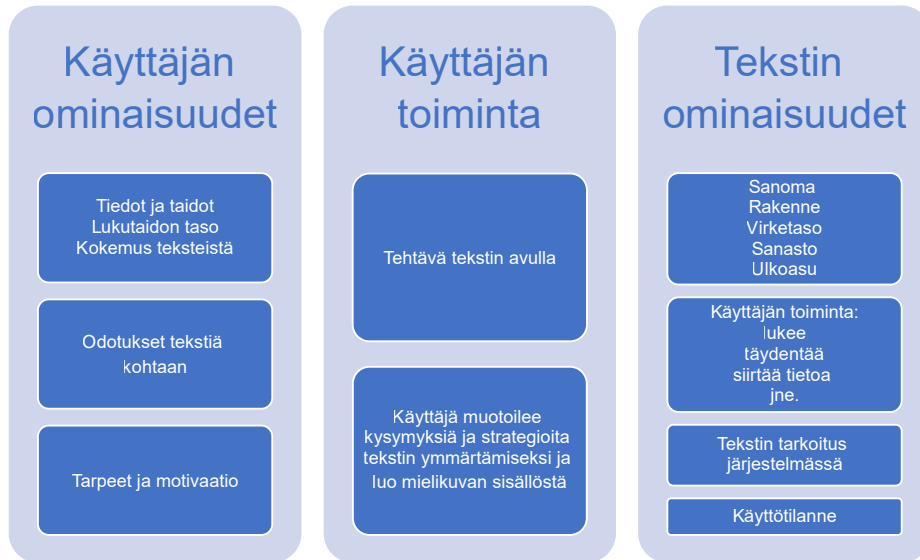 Käyttäjän
ominaisuudet
Tiedot ja taidot
Lukutaidon taso
Kokemus teksteistä
Odotukset tekstiä
kohtaan
Tarpeet ja motivaatio
Käyttäjän
toiminta
Tehtävä tekstin avulla
Käyttäjä muotoilee
kysymyksiä ja strategioita
tekstin ymmärtämiseksi ja
luo mielikuvan sisällöstä
Tekstin
ominaisuudet
Sanoma
Rakenne
Virketaso
Sanasto
Ulkoasu
Käyttäjän toiminta:
lukee
täydentää
siirtää tietoa
jne.
Tekstin tarkoitus
järjestelmässä
Käyttötilanne